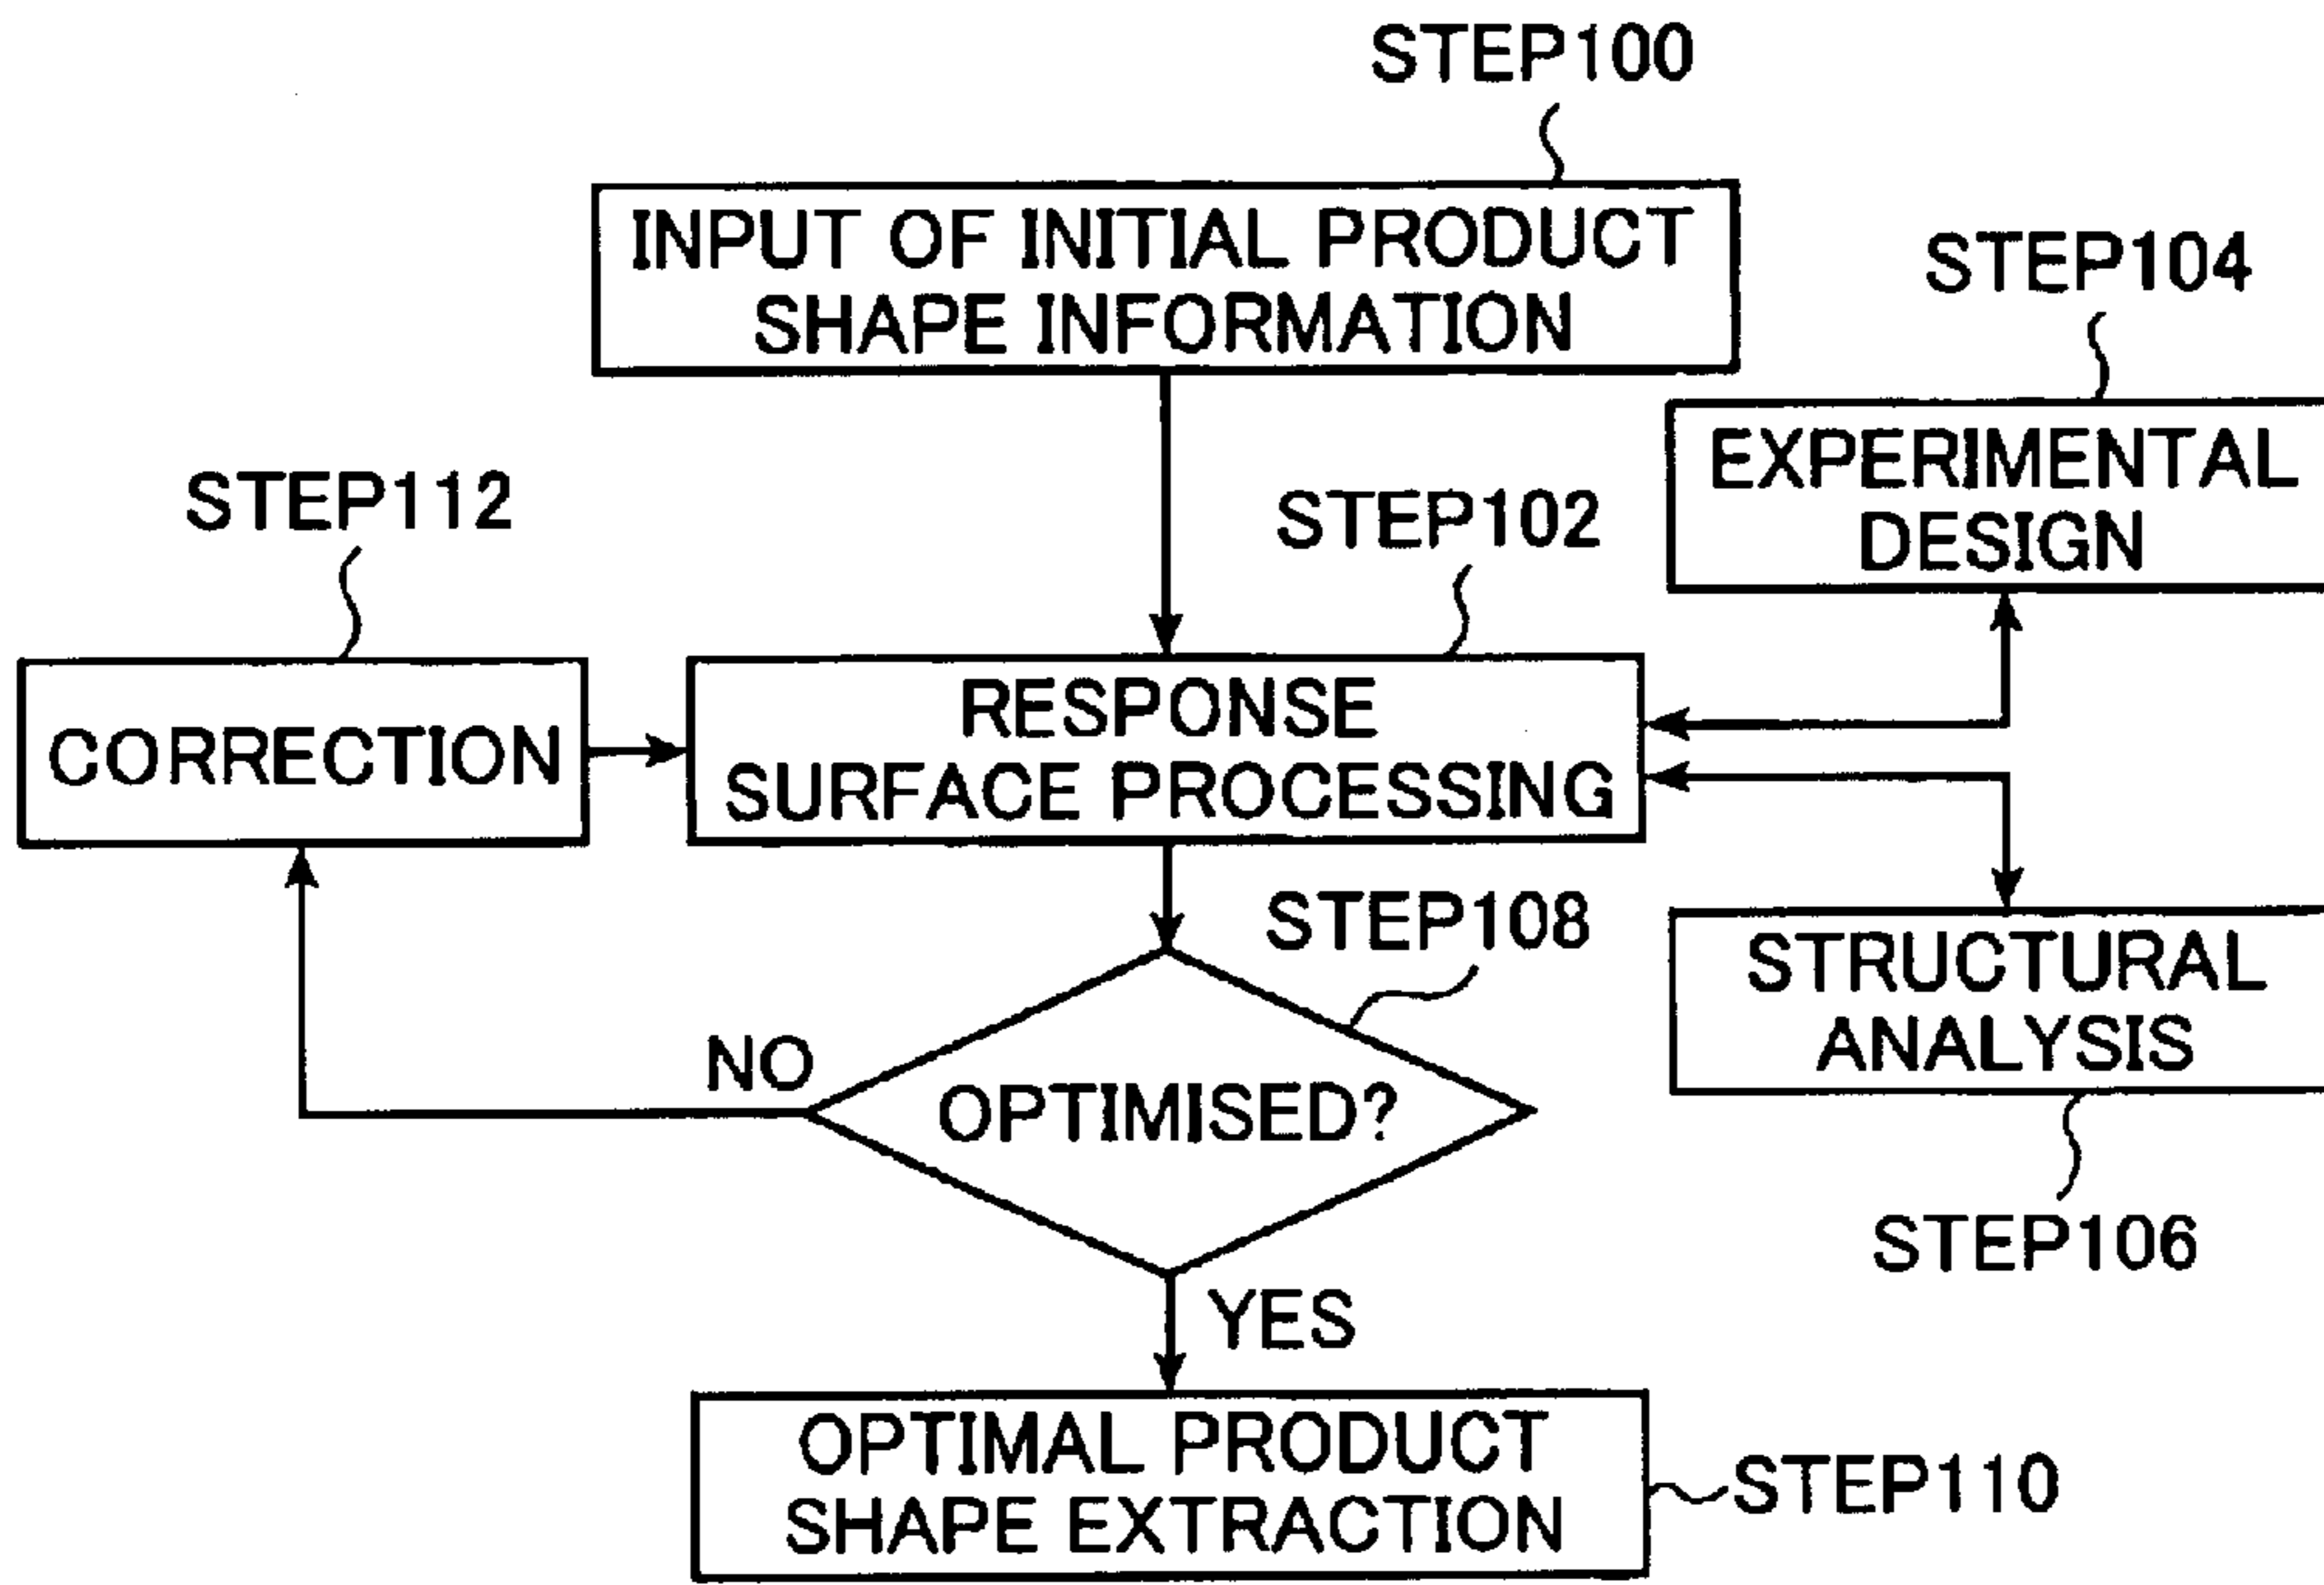 STEP100
INPUT OF INITIAL PRODUCT
SHAPE INFORMATION
STEP104
EXPERIMENTAL
DESIGN
STEP112
STEP102
CORRECTION
RESPONSE
SURFACE PROCESSING
STEP108
STRUCTURAL
ANALYSIS
NO
OPTIMISED?
STEP106
YES
OPTIMAL PRODUCT
SHAPE EXTRACTION
STEP110